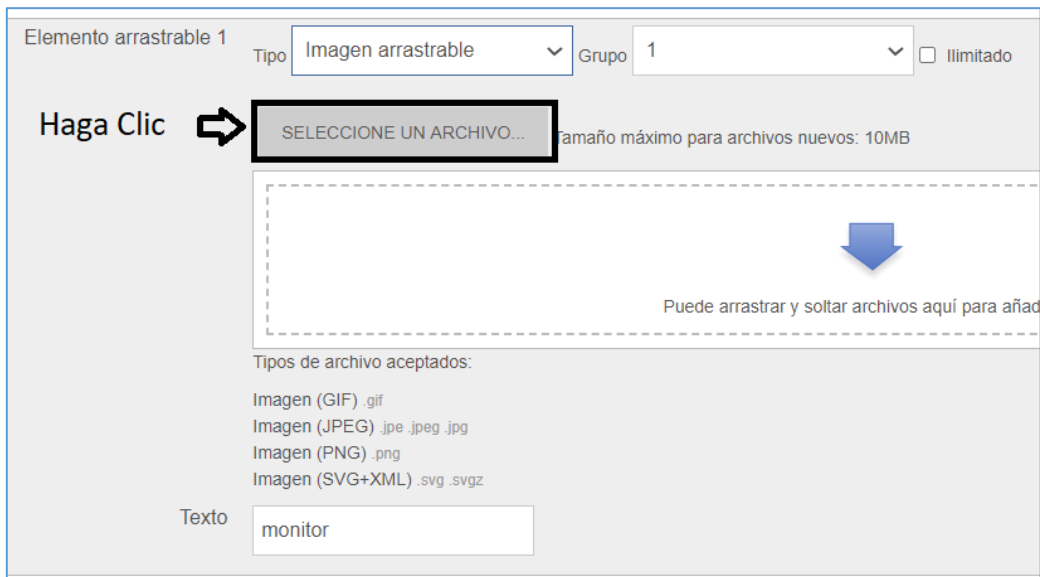 Elemento arrastrable 1
Tipo Imagen arrastrable Grupo 1 Ilimitado
Haga Clic SELECCIONE UN ARCHIVO... Tamaño máximo para archivos nuevos: 10MB
Puede arrastrar y soltar archivos aquí para añad
Tipos de archivo aceptados:
Imagen (GIF) .gif
Imagen (JPEG) .jpe .jpeg .jpg
Imagen (PNG) .png
Imagen (SVG+XML) .svg .svgz
Texto monitor